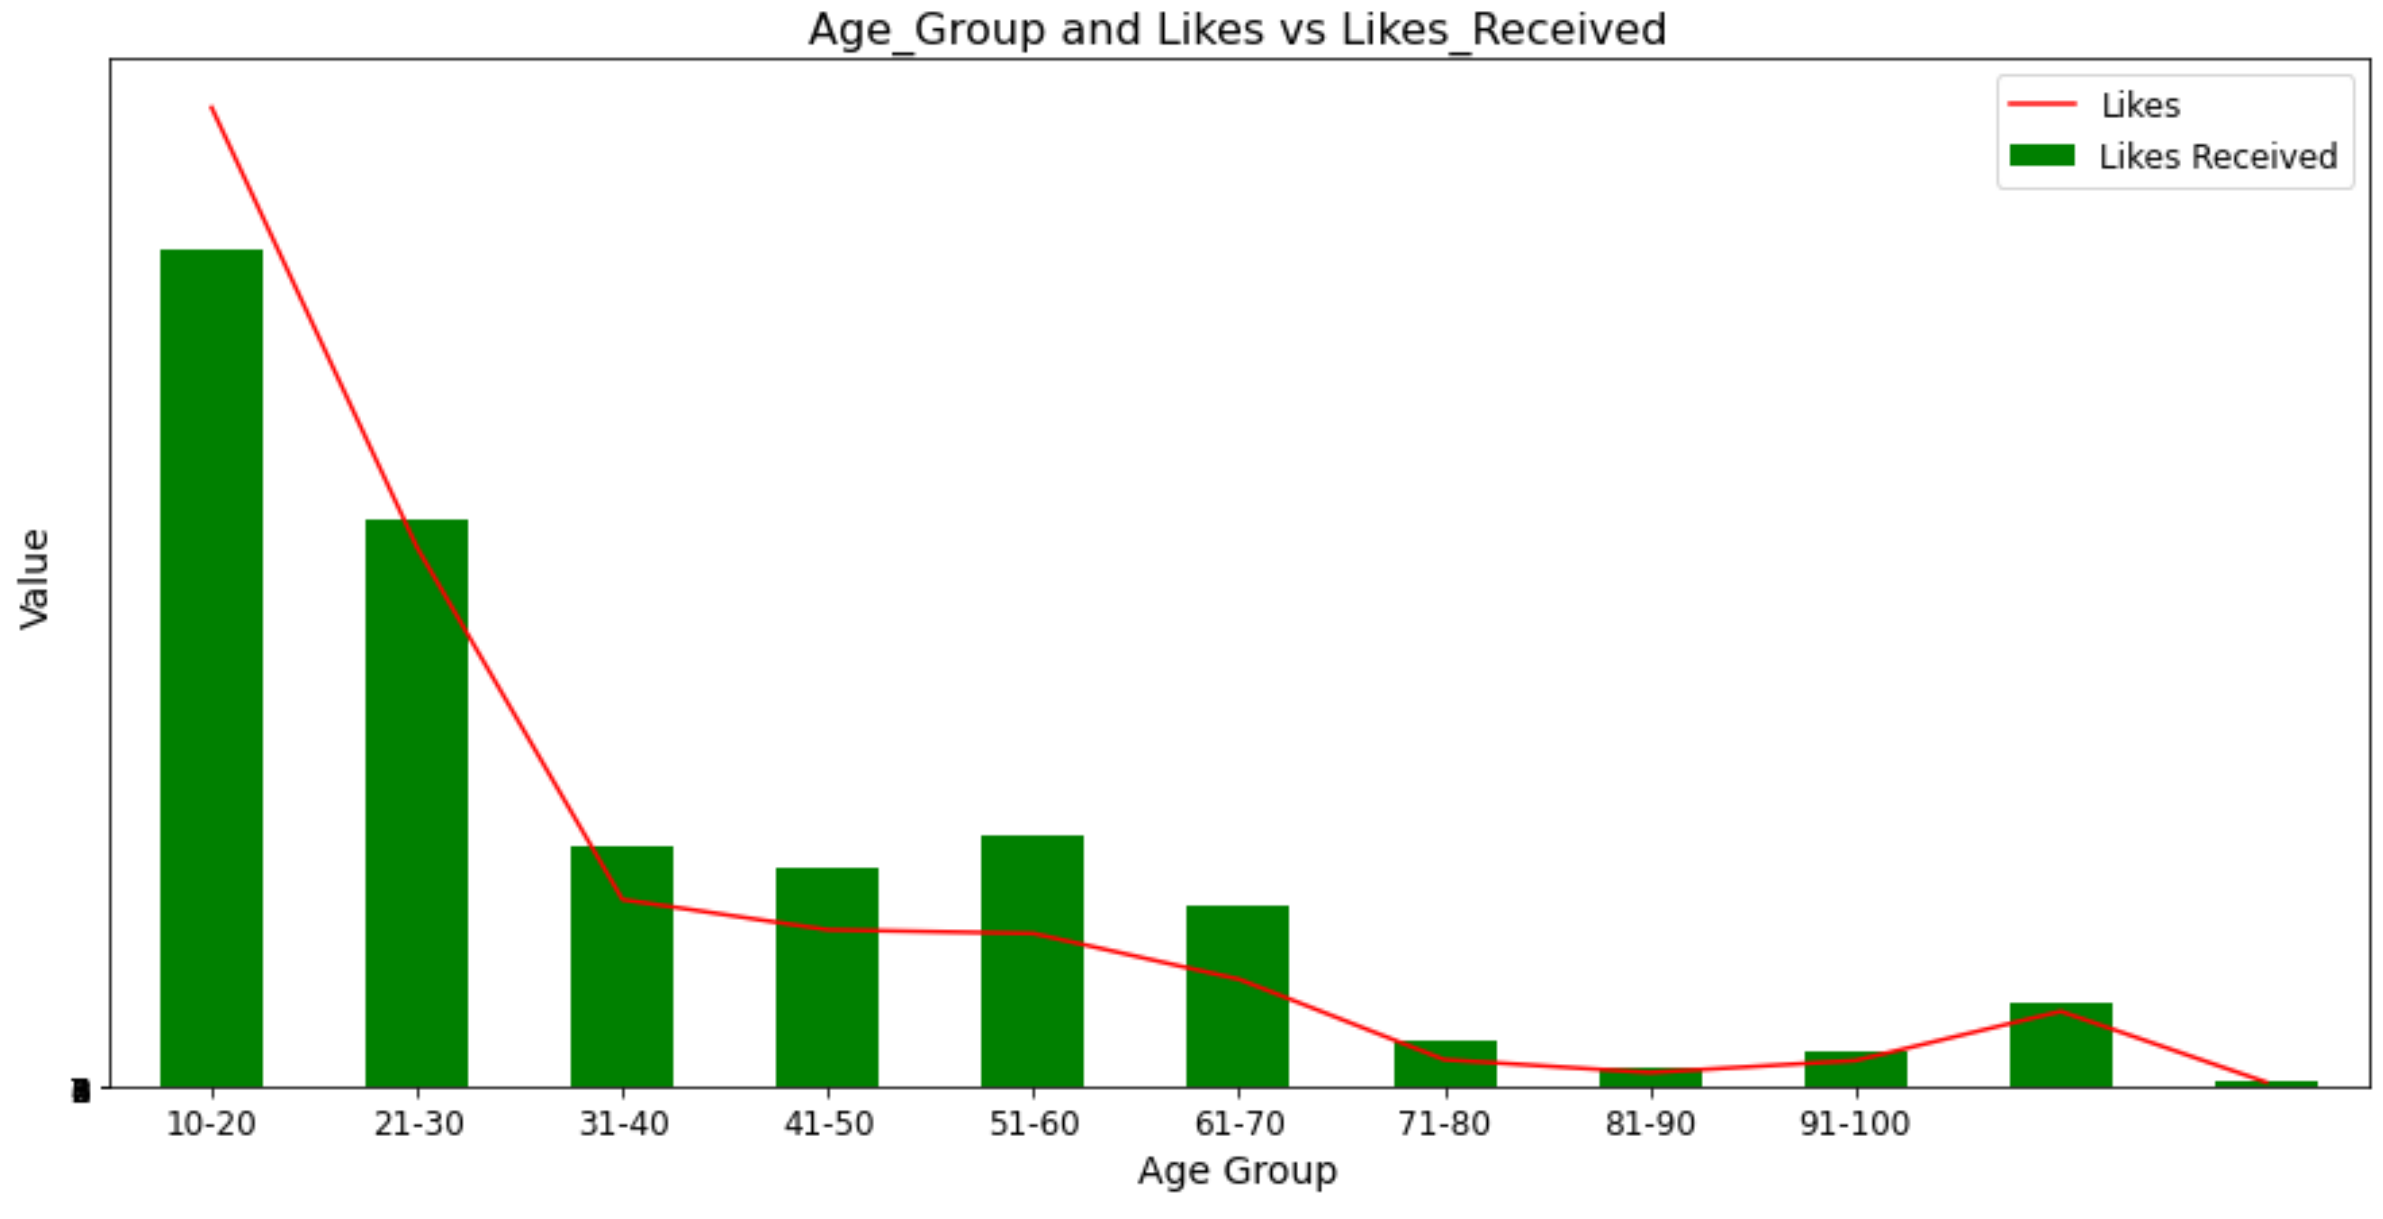 Age_Group and Likes vs Likes_Received
Likes
Likes Received
Value
10-20
21-30
31-40
41-50
51-60
61-70
71-80
81-90
91-100
Age Group